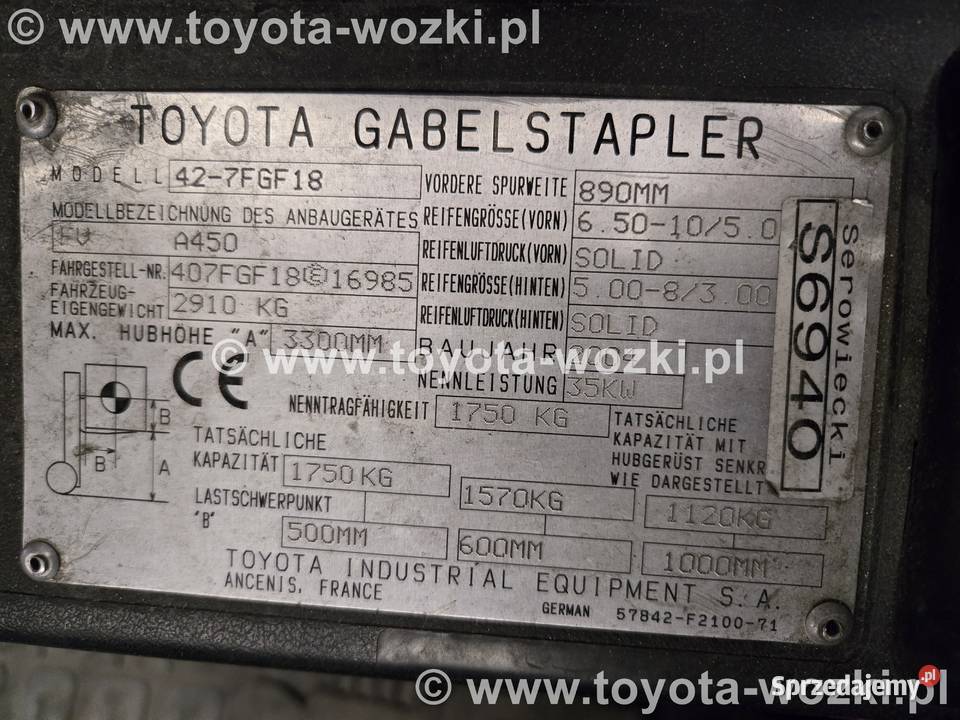 © www.toyota-wozki.pl
TOYOTA GABELSTAPLER
MODELL 42-7FGF18
MODELLBEZEICHNUNG DES ANBAUGERÄTES
FV A450
FAHRGESTELL-NR. 407FGF18Ⓔ16985
FAHRZEUG-
EIGENGEWICHT 2910 KG
MAX. HUBHÖHE "A" 3300MM
VORDERE SPURWEITE 890MM
REIFENGRÖSSE(VORN) 6.50-10/5.0
REIFENLUFTDRUCK(VORN) SOLID
REIFENGRÖSSE(HINTEN) 5.00-8/3.00
REIFENLUFTDRUCK(HINTEN) SOLID
BAUJAHR
© www.toyota-wozki.pl
NENNLEISTUNG 35KW
NENNTRAGFÄHIGKEIT 1750 KG
CE
B
B
A
TATSÄCHLICHE
KAPAZITÄT 1750KG 1570KG 1120KG
TATSÄCHLICHE
KAPAZITÄT MIT
HUBGERÜST SENKR
WIE DARGESTELLT
LASTSCHWERPUNKT
"B" 500MM 600MM 1000MM
TOYOTA INDUSTRIAL EQUIPMENT S.A.
ANCENIS, FRANCE
GERMAN 57842-F2100-71
Serowiecki
S6940
© www.toyota-wozki.pl
Sprzedajemy.pl